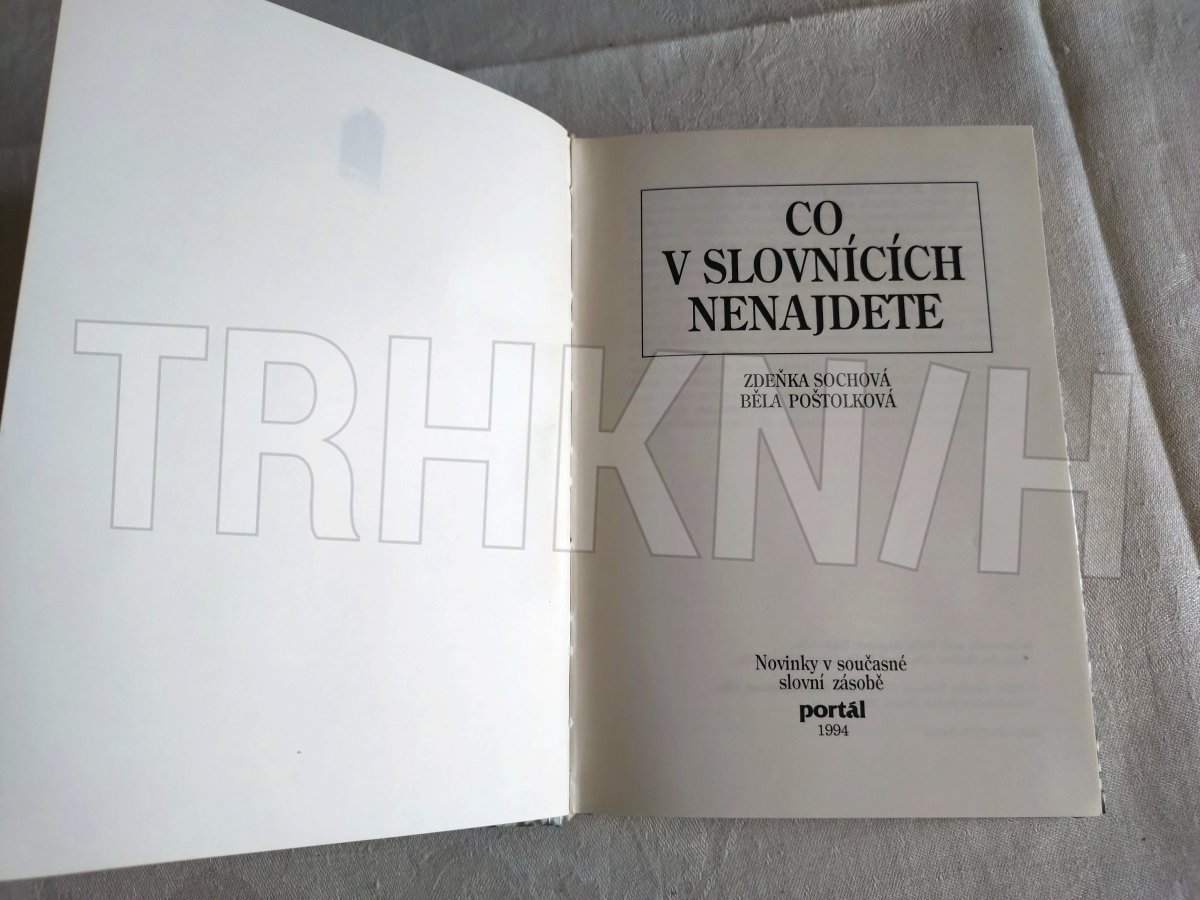 CO
V SLOVNÍCÍCH
NENAJDETE
ZDEŇKA SOCHOVÁ
BĚLA POŠTOLKOVÁ
TRHKNIH
Novinky v současné
slovní zásobě
portál
1994